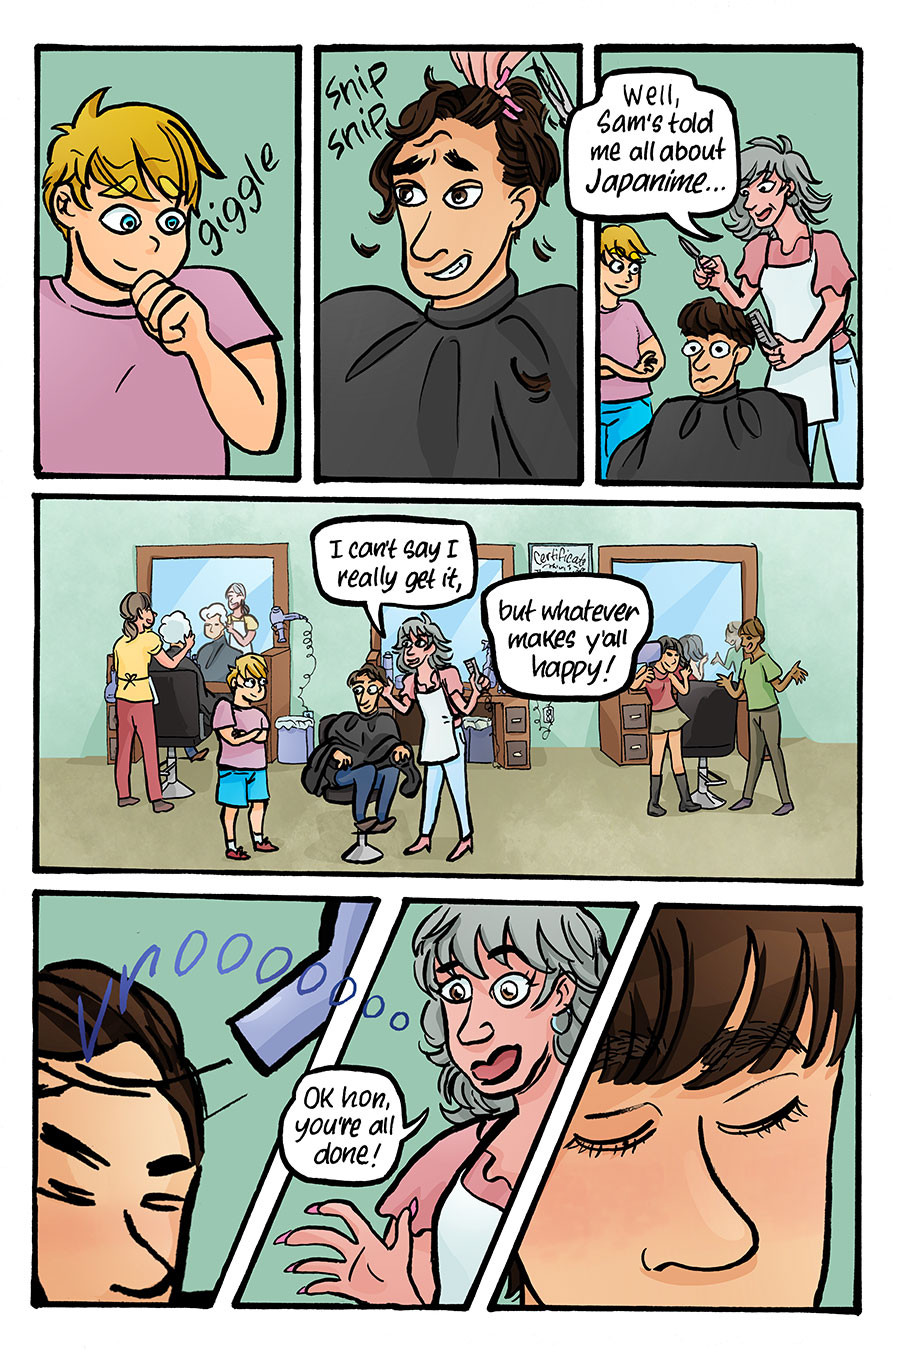 giggle
snip
snip
Well,
Sam's told
me all about
Japanime...
I can't say I
really get it,
Certificate
but whatever
makes y'all
happy!
vroooooooo
OK hon,
you're all
done!